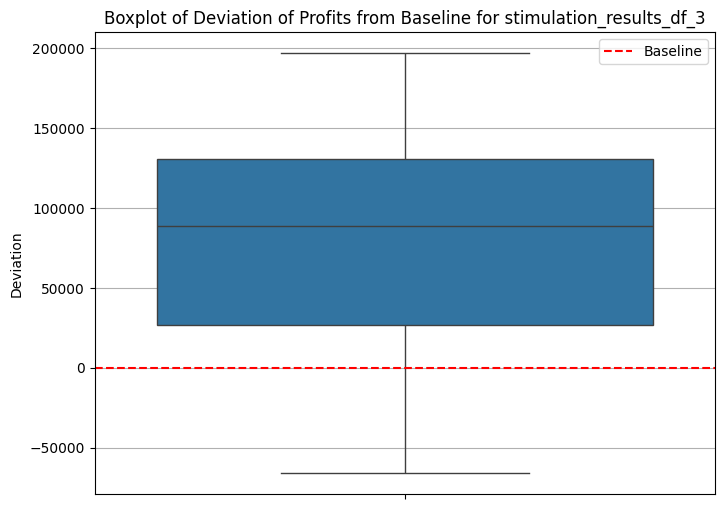 Boxplot of Deviation of Profits from Baseline for stimulation_results_df_3
Baseline
200000
150000
100000
50000
0
−50000
Deviation